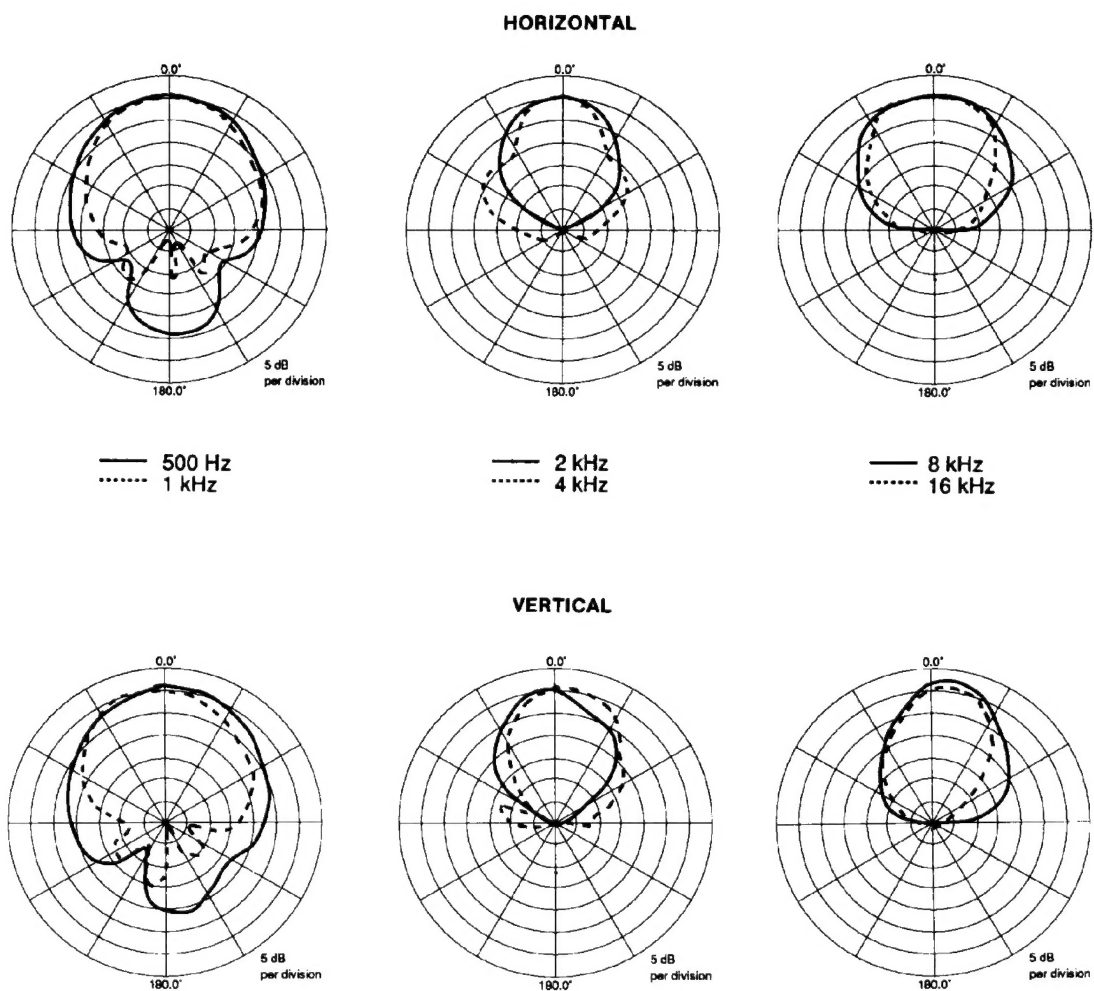 HORIZONTAL
0.0°
0.0°
0.0°
5 dB
per division
5 dB
per division
5 dB
per division
180.0°
180.0°
180.0°
500 Hz
1 kHz
2 kHz
4 kHz
8 kHz
16 kHz
VERTICAL
0.0°
0.0°
0.0°
5 dB
per division
5 dB
per division
5 dB
per division
180.0°
180.0°
180.0°